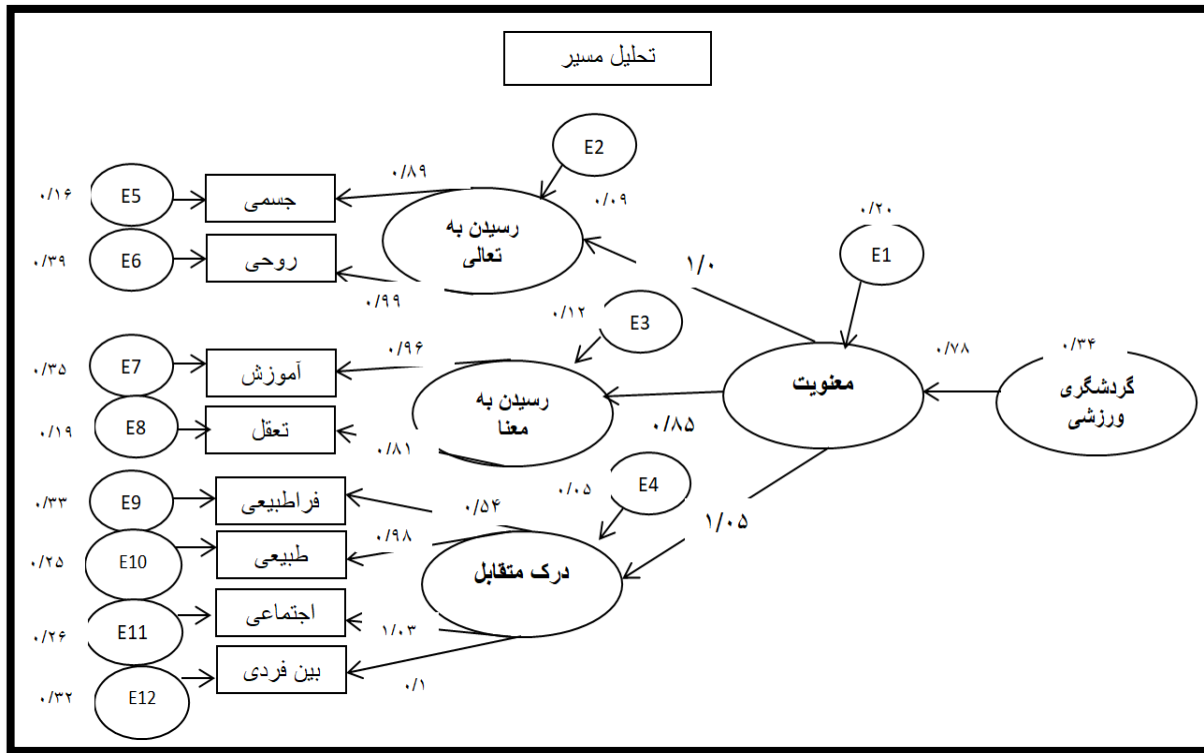 تحلیل مسیر
E2
۰/۸۹
E5
۰/۱۶
جسمی
۰/۰۹
رسیدن به
تعالی
۰/۲۰
E1
E6
۰/۳۹
روحی
۱/۰
۰/۹۹
۰/۱۲
E3
۰/۷۸
۰/۳۴
گردشگری
ورزشی
معنویت
۰/۹۶
E7
۰/۳۵
آموزش
رسیدن به
معنا
۰/۸۵
E8
۰/۱۹
تعقل
۰/۸۱
۰/۰۵
E4
E9
۰/۳۳
فراطبیعی
۰/۵۴
۱/۰۵
۰/۹۸
طبیعی
E10
۰/۲۵
درک متقابل
اجتماعی
E11
۰/۲۶
۱/۰۳
بین فردی
۰/۱
E12
۰/۳۲